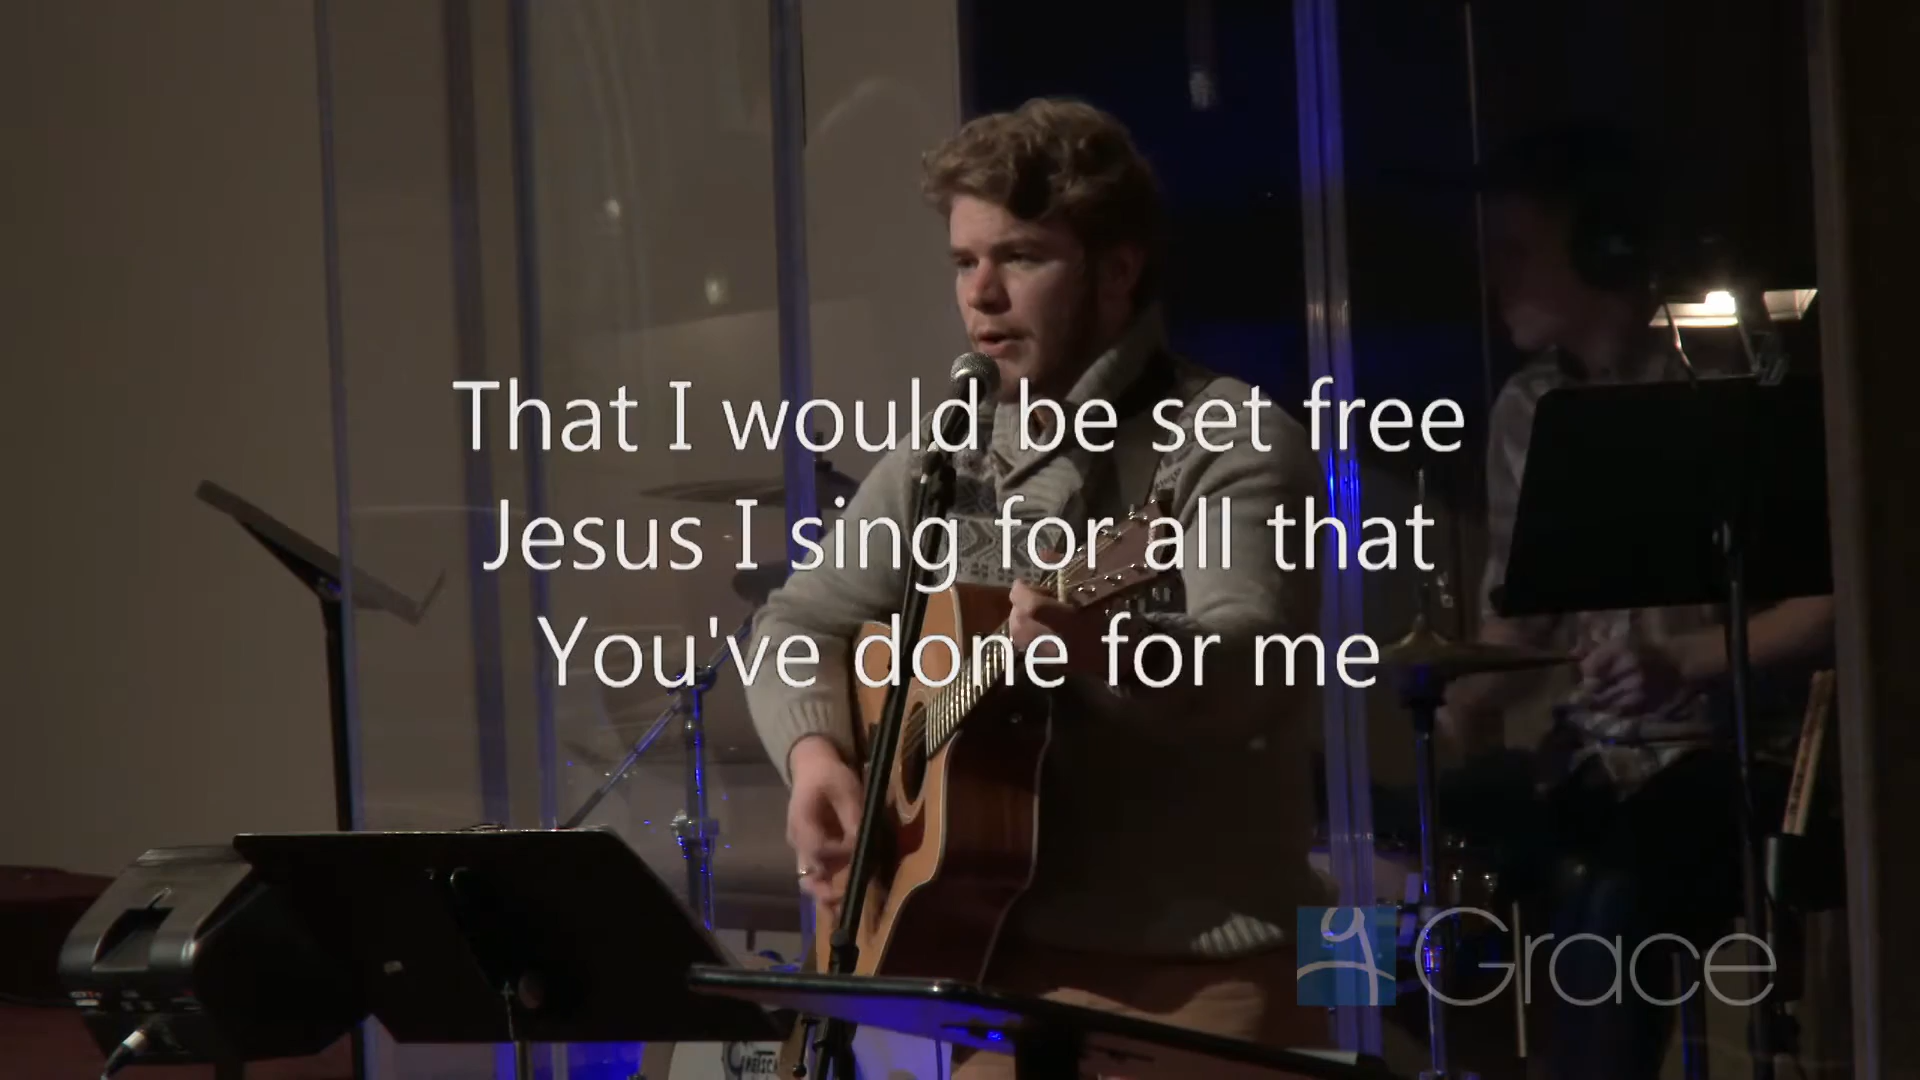 That I would be set free
Jesus I sing for all that
You've done for me
Grace